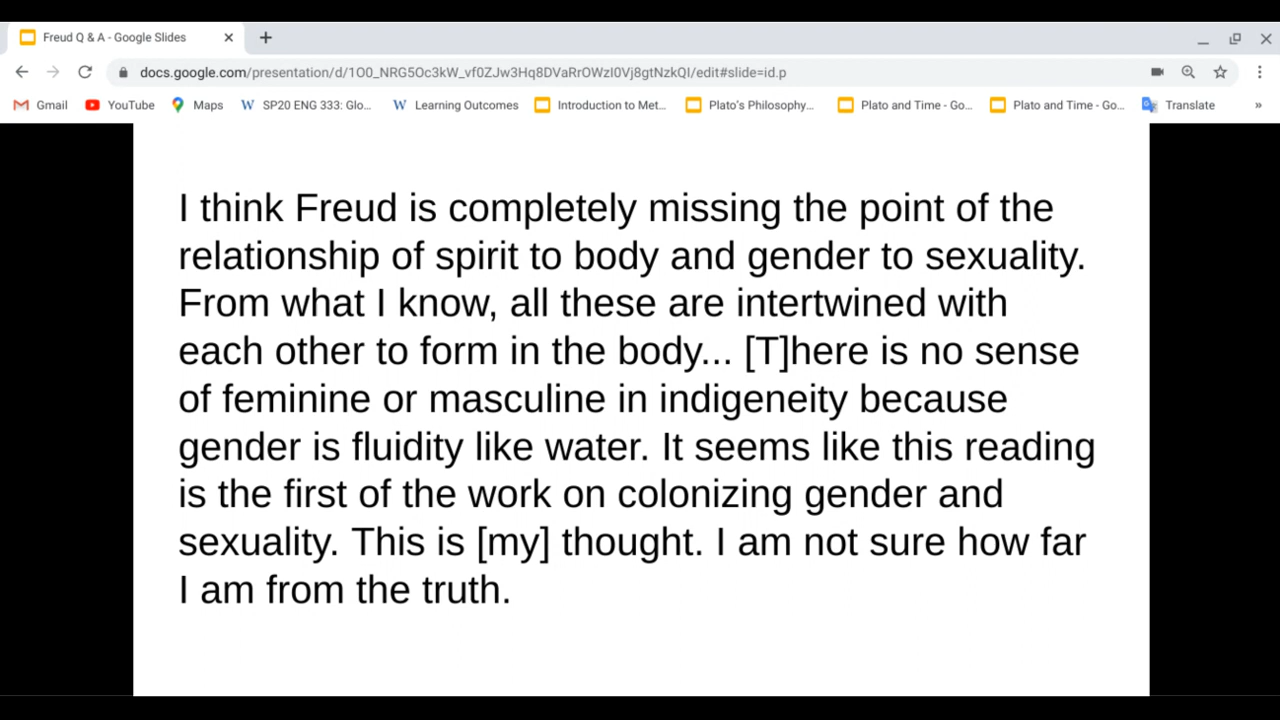 Freud Q & A - Google Slides
docs.google.com/presentation/d/1O0_NRG5Oc3kW_vf0ZJw3Hq8DVaRrOWzI0Vj8gtNzkQI/edit#slide=id.p
Gmail YouTube Maps SP20 ENG 333: Glo... Learning Outcomes Introduction to Met... Plato's Philosophy... Plato and Time - Go... Plato and Time - Go... Translate »
I think Freud is completely missing the point of the
relationship of spirit to body and gender to sexuality.
From what I know, all these are intertwined with
each other to form in the body... [T]here is no sense
of feminine or masculine in indigeneity because
gender is fluidity like water. It seems like this reading
is the first of the work on colonizing gender and
sexuality. This is [my] thought. I am not sure how far
I am from the truth.